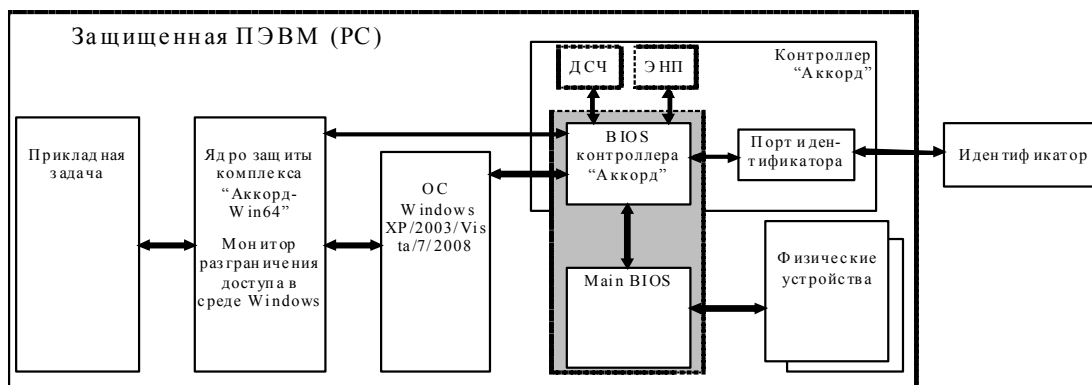 Защищенная ПЭВМ (PC)
Контроллер
“Аккорд”
ДСЧ
ЭНП
Прикладная
задача
Ядро защиты
комплекса
“Аккорд-
Win64”
Монитор
разграничения
доступа в
среде Windows
ОС
Windows
XP/2003/Vis
ta/7/2008
BIOS
контроллера
“Аккорд”
Main BIOS
Порт иден-
тификатора
Идентификатор
Физические
устройства